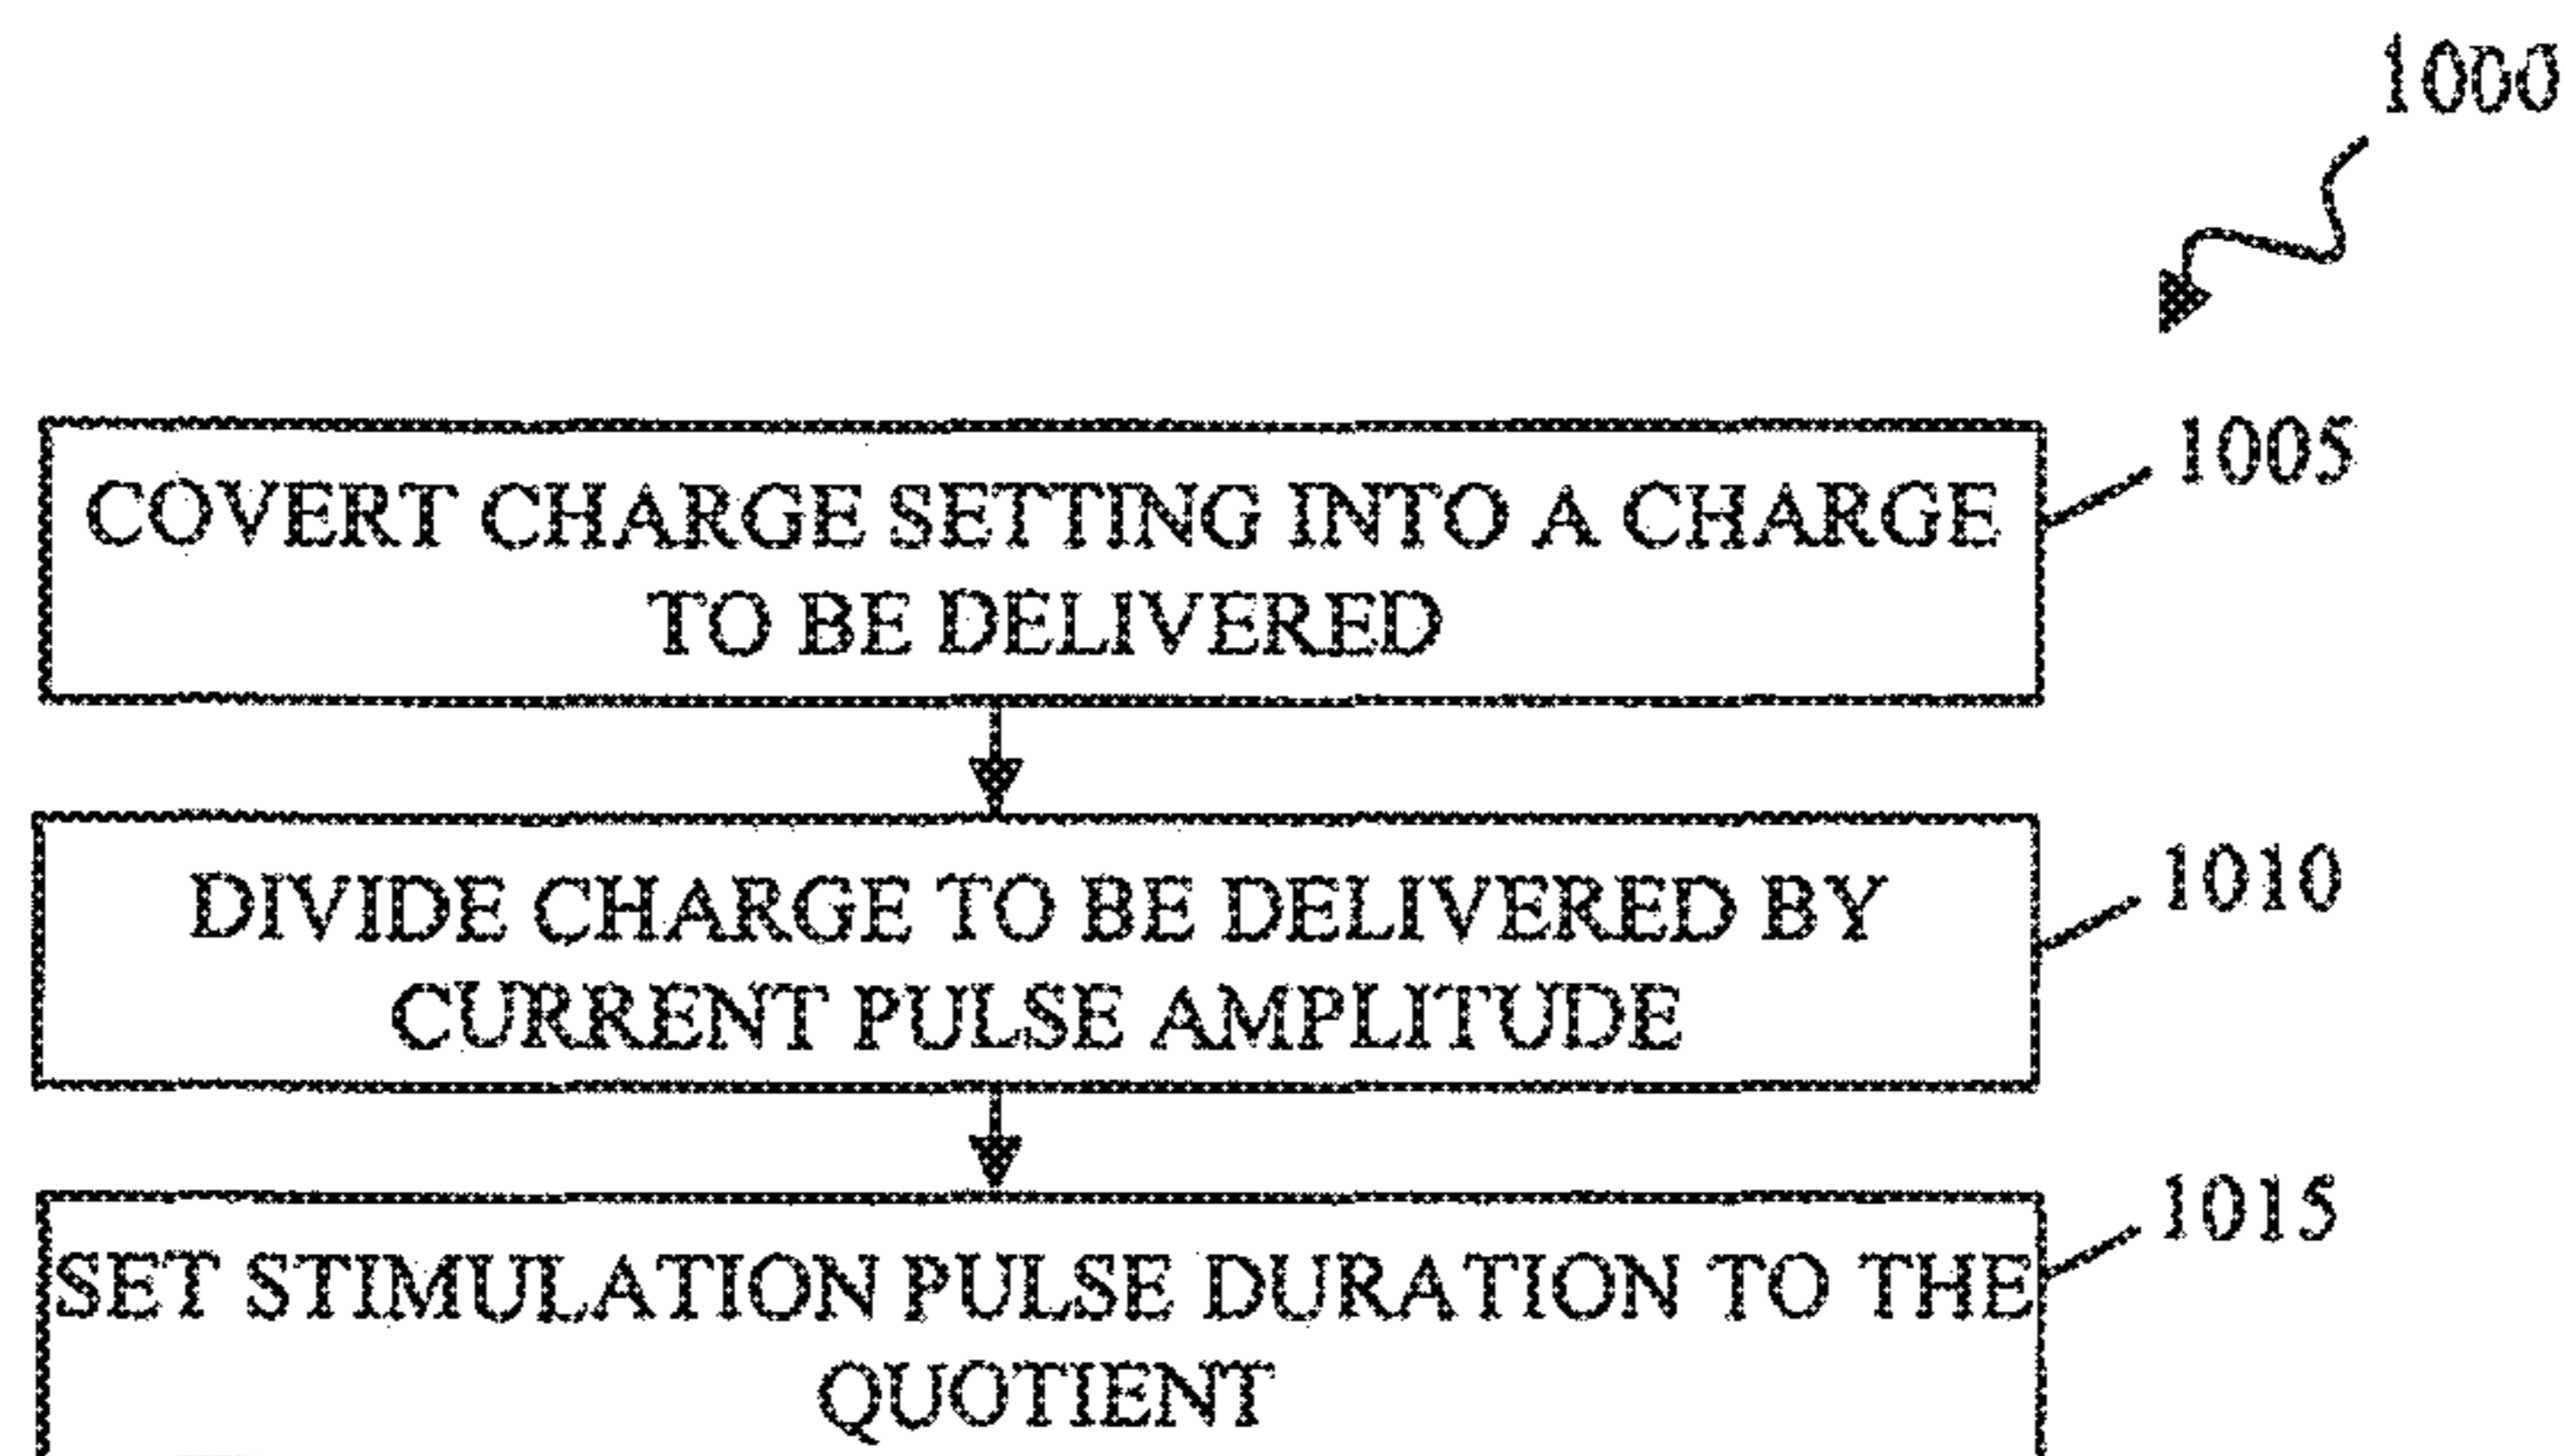 1000
COVERT CHARGE SETTING INTO A CHARGE
TO BE DELIVERED
1005
DIVIDE CHARGE TO BE DELIVERED BY
CURRENT PULSE AMPLITUDE
1010
SET STIMULATION PULSE DURATION TO THE
QUOTIENT
1015